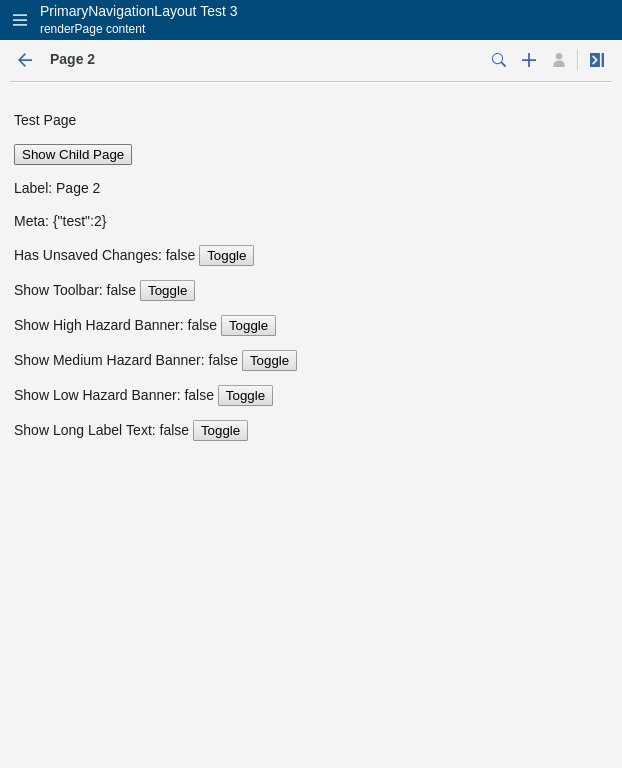 PrimaryNavigationLayout Test 3
renderPage content
Page 2
Test Page
Show Child Page
Label: Page 2
Meta: {"test":2}
Has Unsaved Changes: false Toggle
Show Toolbar: false Toggle
Show High Hazard Banner: false Toggle
Show Medium Hazard Banner: false Toggle
Show Low Hazard Banner: false Toggle
Show Long Label Text: false Toggle